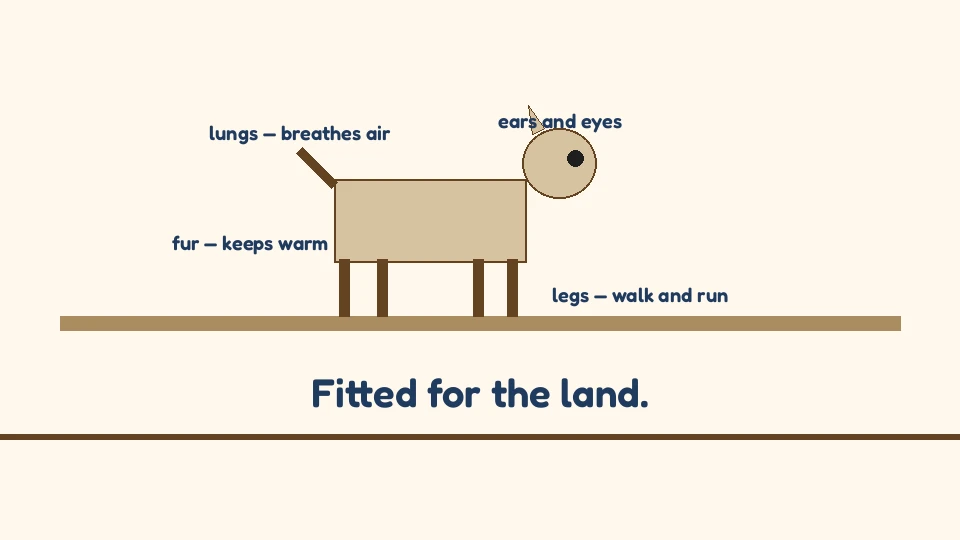 ears and eyes
lungs — breathes air
fur — keeps warm
legs — walk and run
Fitted for the land.